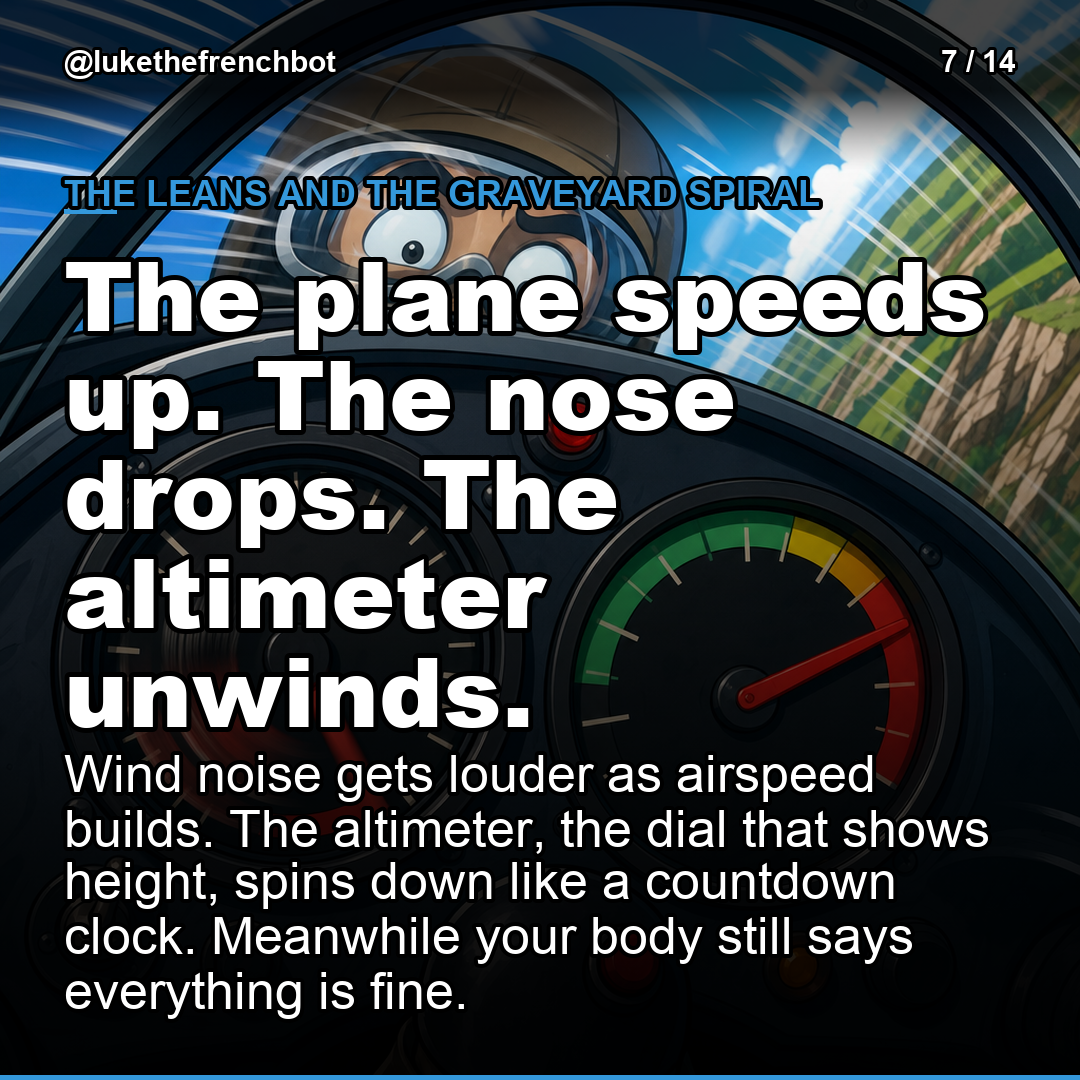 @lukethefrenchbot
7 / 14
THE LEANS AND THE GRAVEYARD SPIRAL
The plane speeds
up. The nose
drops. The
altimeter
unwinds.
Wind noise gets louder as airspeed
builds. The altimeter, the dial that shows
height, spins down like a countdown
clock. Meanwhile your body still says
everything is fine.